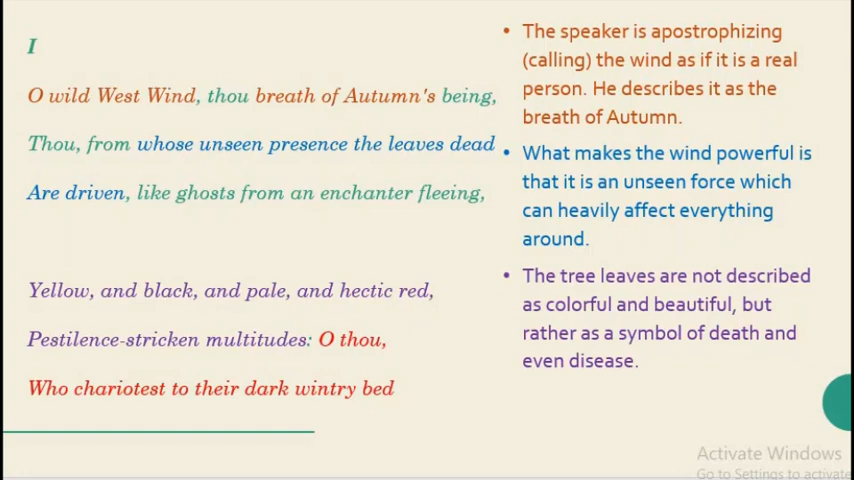 I
O wild West Wind, thou breath of Autumn's being,
Thou, from whose unseen presence the leaves dead
Are driven, like ghosts from an enchanter fleeing,
Yellow, and black, and pale, and hectic red,
Pestilence-stricken multitudes: O thou,
Who chariotest to their dark wintry bed
• The speaker is apostrophizing
(calling) the wind as if it is a real
person. He describes it as the
breath of Autumn.
• What makes the wind powerful is
that it is an unseen force which
can heavily affect everything
around.
• The tree leaves are not described
as colorful and beautiful, but
rather as a symbol of death and
even disease.
Activate Windows
Go to Settings to activate